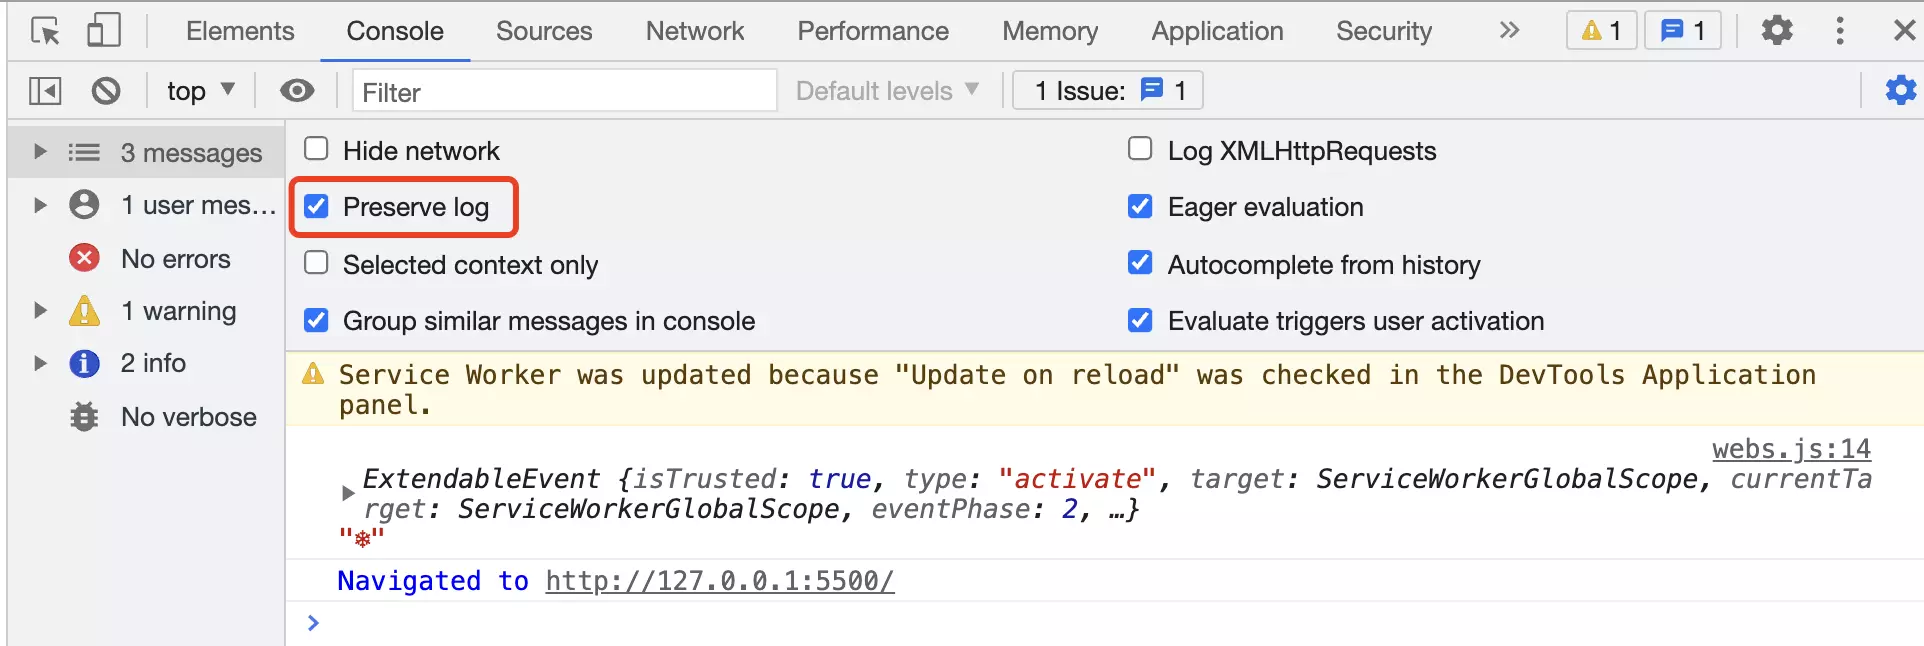 Elements Console Sources Network Performance Memory Application Security » 1 1
top Filter Default levels 1 Issue: 1
3 messages
1 user mes…
No errors
1 warning
2 info
No verbose
Hide network Log XMLHttpRequests
Preserve log Eager evaluation
Selected context only Autocomplete from history
Group similar messages in console Evaluate triggers user activation
Service Worker was updated because "Update on reload" was checked in the DevTools Application
panel.
webs.js:14
ExtendableEvent {isTrusted: true, type: "activate", target: ServiceWorkerGlobalScope, currentTa
rget: ServiceWorkerGlobalScope, eventPhase: 2, …}
"❄"
Navigated to http://127.0.0.1:5500/